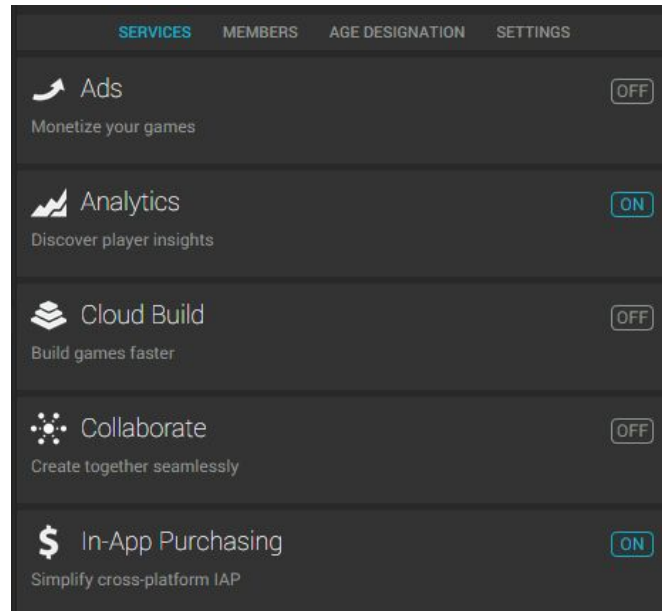 SERVICES MEMBERS AGE DESIGNATION SETTINGS
Ads OFF
Monetize your games
Analytics ON
Discover player insights
Cloud Build OFF
Build games faster
Collaborate OFF
Create together seamlessly
In-App Purchasing ON
Simplify cross-platform IAP